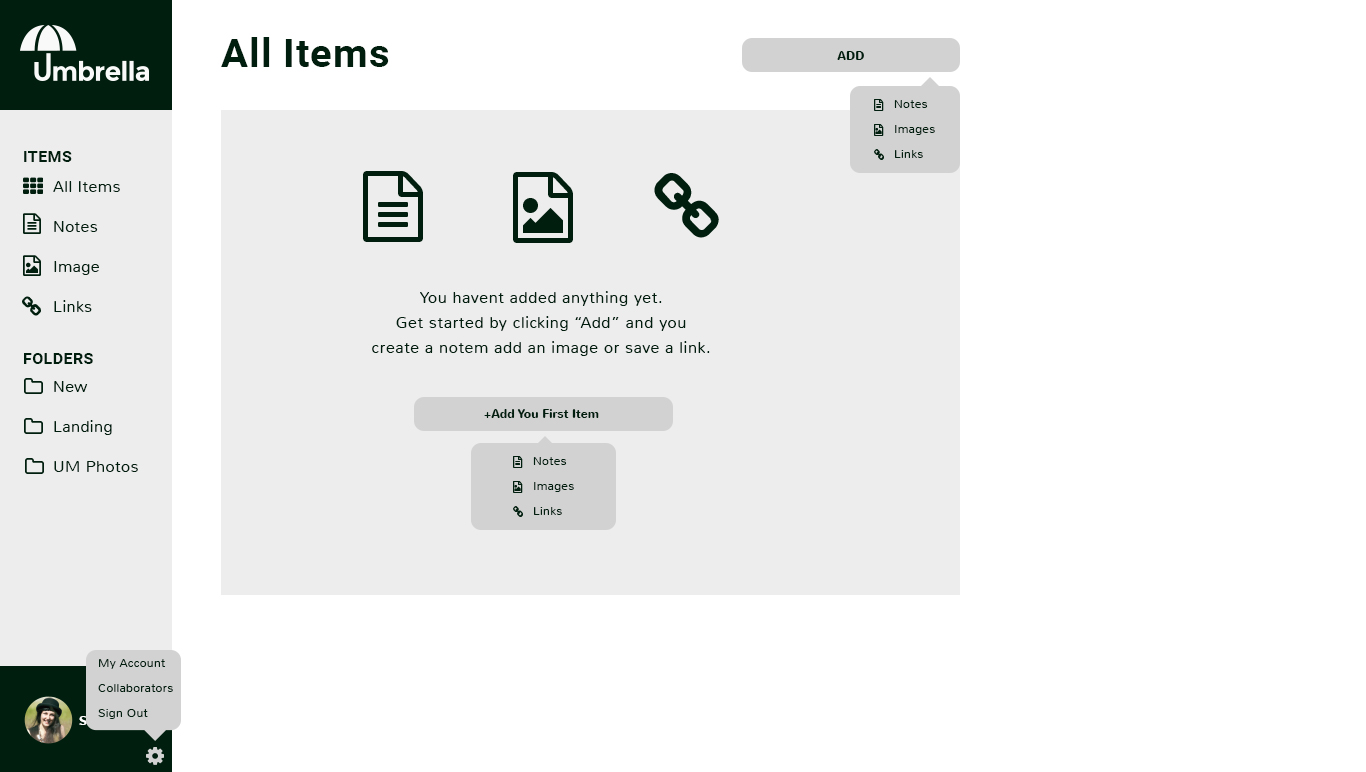 Umbrella
All Items
ADD
Notes
Images
Links
ITEMS
All Items
Notes
Image
Links
FOLDERS
New
Landing
UM Photos
You havent added anything yet.
Get started by clicking “Add” and you
create a notem add an image or save a link.
+Add You First Item
Notes
Images
Links
My Account
Collaborators
Sign Out